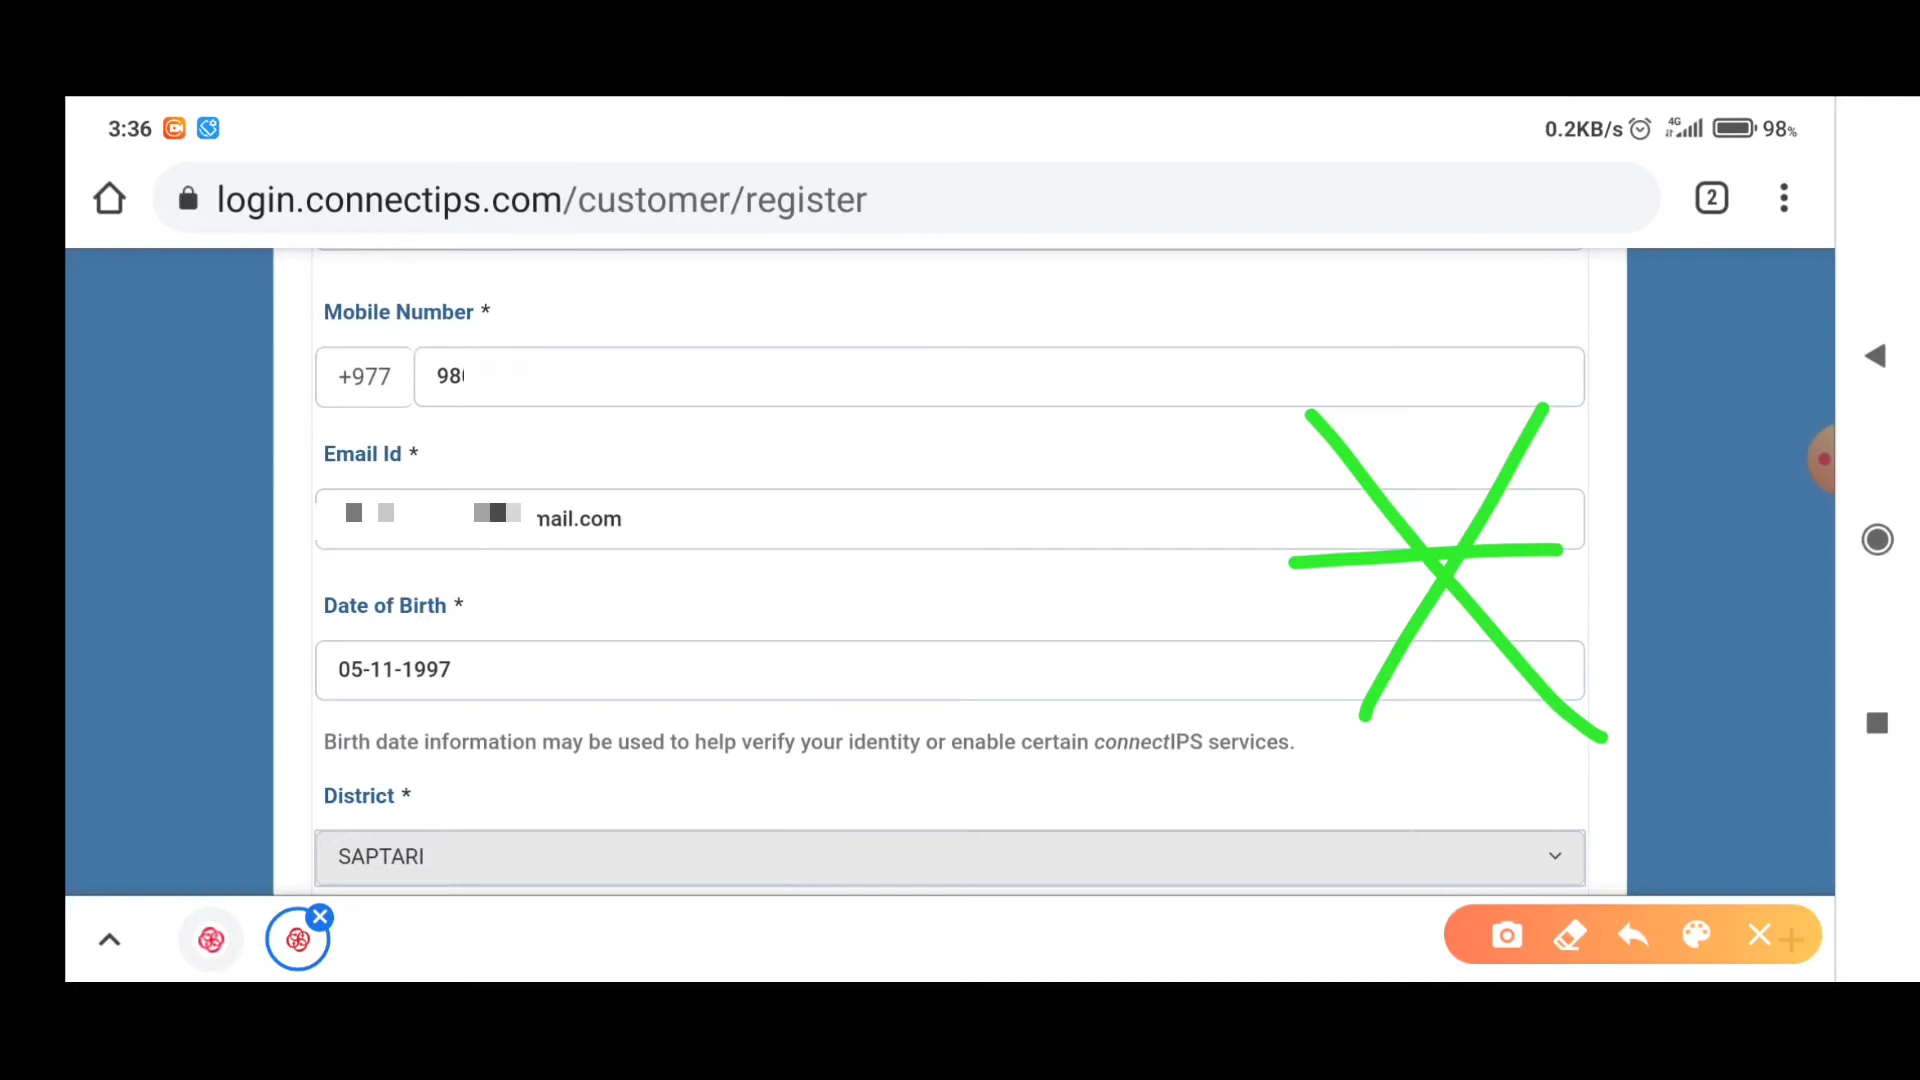 3:36 0.2KB/s 4G 98%
login.connectips.com/customer/register 2
Mobile Number *
+977 98
Email Id *
mail.com
Date of Birth *
05-11-1997
Birth date information may be used to help verify your identity or enable certain connectIPS services.
District *
SAPTARI